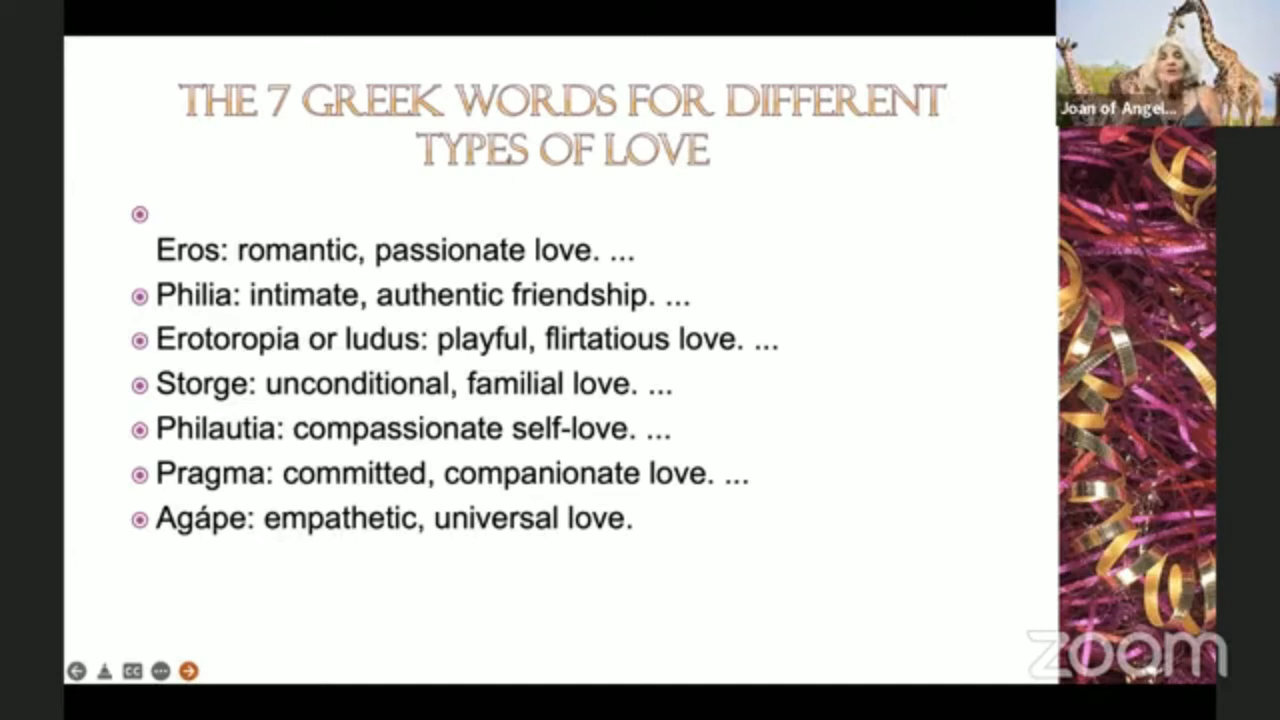 THE 7 GREEK WORDS FOR DIFFERENT
TYPES OF LOVE
Eros: romantic, passionate love. ...
Philia: intimate, authentic friendship. ...
Erotoropia or ludus: playful, flirtatious love. ...
Storge: unconditional, familial love. ...
Philautia: compassionate self-love. ...
Pragma: committed, companionate love. ...
Agápe: empathetic, universal love.
Joan of Angel...
CC
zoom